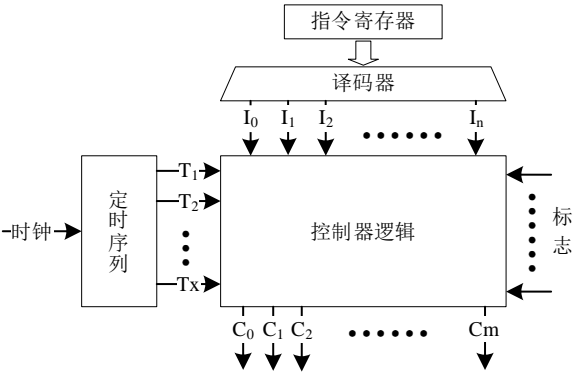 指令寄存器
译码器
I0 I1 I2 ······ In
T1
T2
Tx
时钟
定时序列
控制器逻辑
标志
C0 C1 C2 ······ Cm